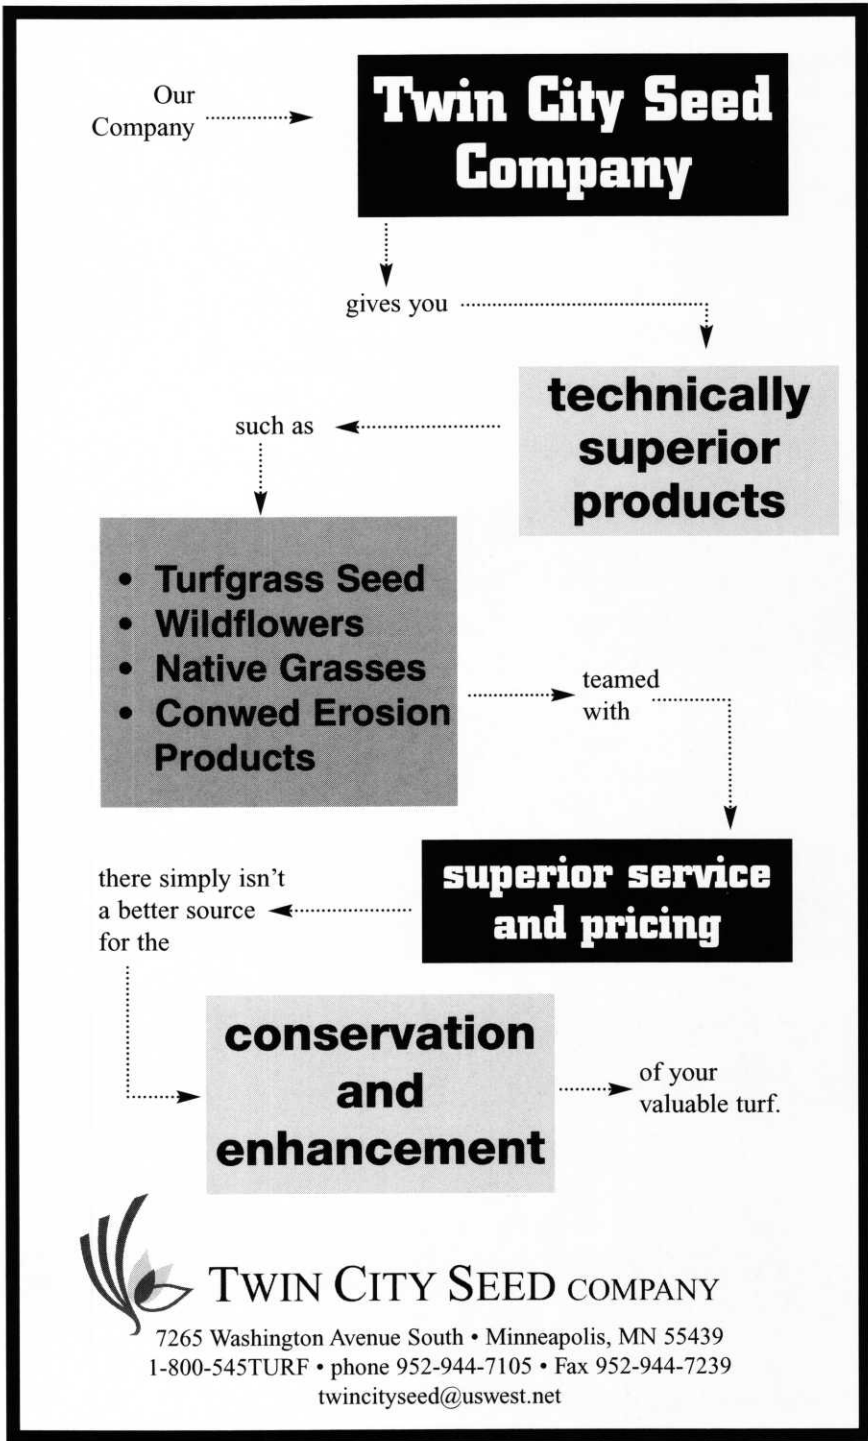 Our
Company
Twin City Seed
Company
gives you
technically
superior
products
such as
• Turfgrass Seed
• Wildflowers
• Native Grasses
• Conwed Erosion
Products
teamed
with
superior service
and pricing
there simply isn't
a better source
for the
conservation
and
enhancement
of your
valuable turf.
TWIN CITY SEED COMPANY
7265 Washington Avenue South • Minneapolis, MN 55439
1-800-545TURF • phone 952-944-7105 • Fax 952-944-7239
twincityseed@uswest.net